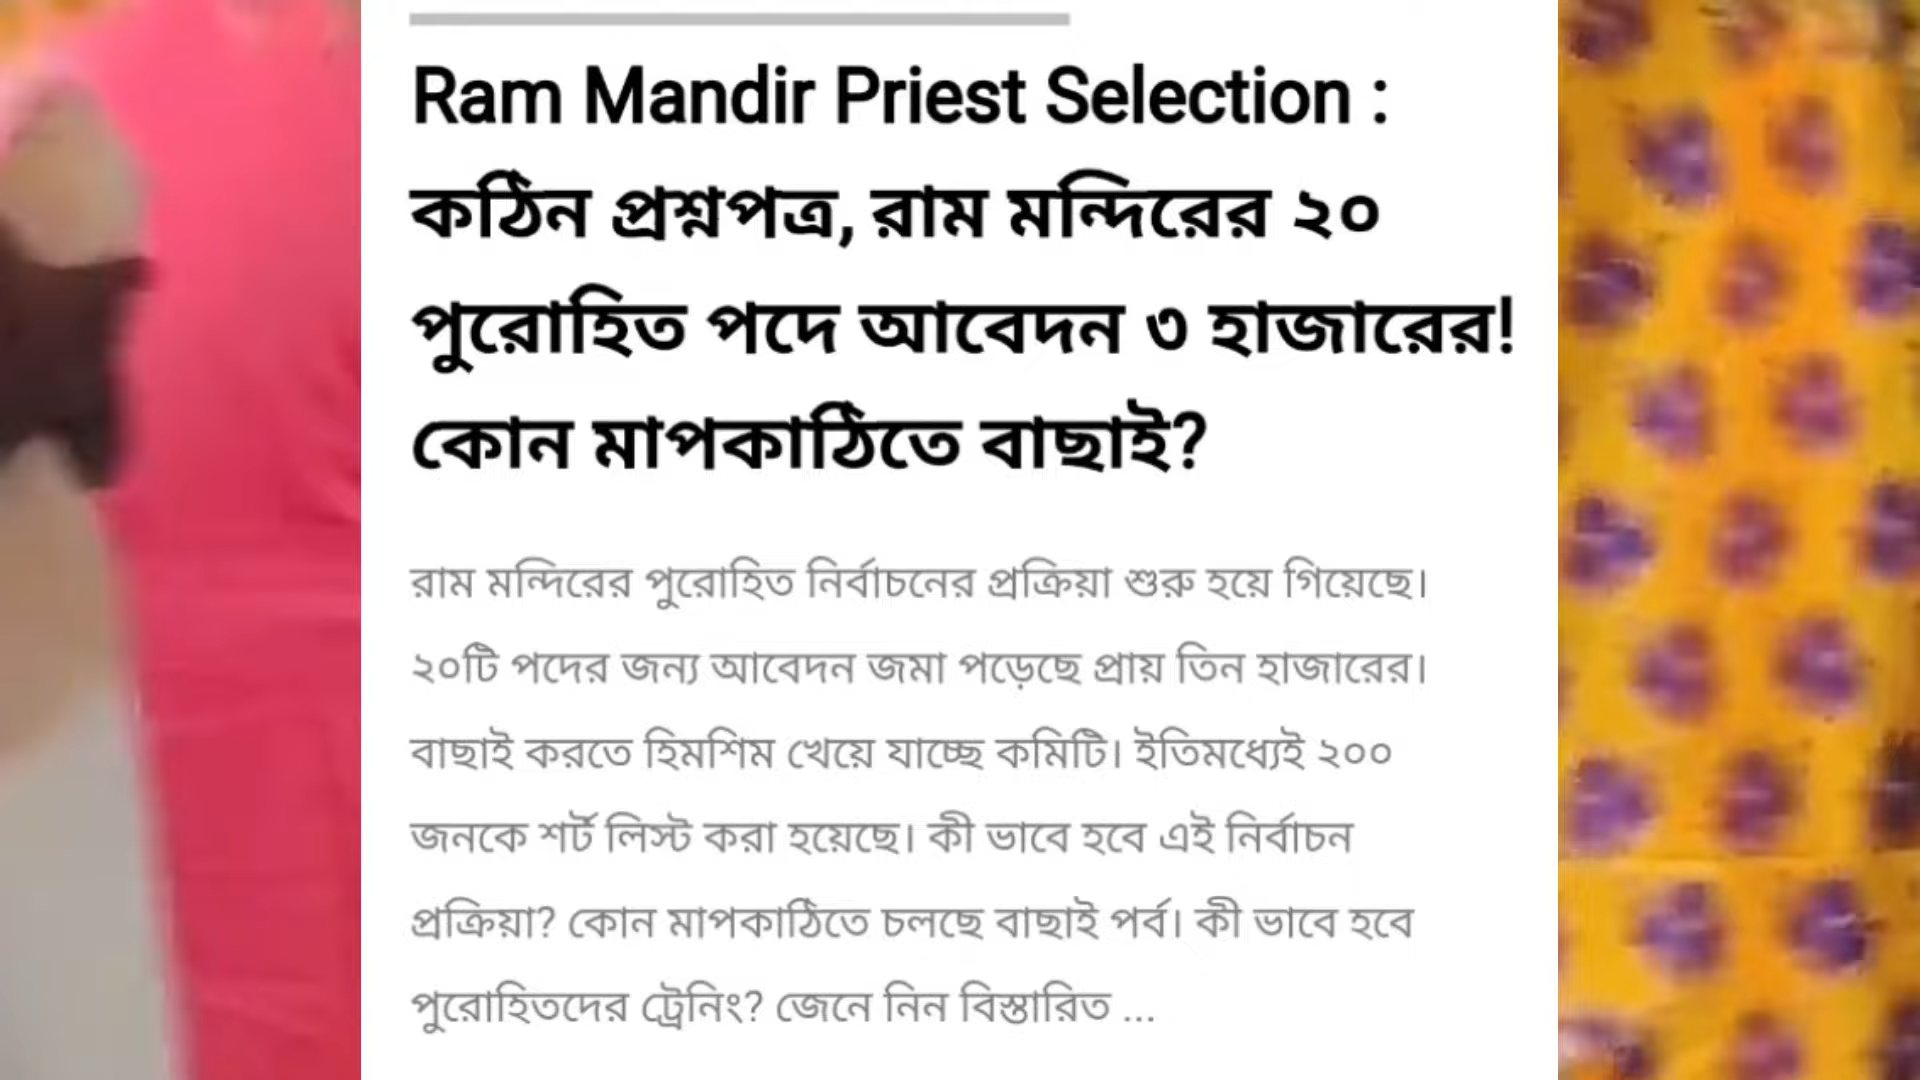 Ram Mandir Priest Selection :
কঠিন প্রশ্নপত্র, রাম মন্দিরের ২০
পুরোহিত পদে আবেদন ৩ হাজারের!
কোন মাপকাঠিতে বাছাই?
রাম মন্দিরের পুরোহিত নির্বাচনের প্রক্রিয়া শুরু হয়ে গিয়েছে।
২০টি পদের জন্য আবেদন জমা পড়েছে প্রায় তিন হাজারের।
বাছাই করতে হিমশিম খেয়ে যাচ্ছে কমিটি। ইতিমধ্যেই ২০০
জনকে শর্ট লিস্ট করা হয়েছে। কী ভাবে হবে এই নির্বাচন
প্রক্রিয়া? কোন মাপকাঠিতে চলছে বাছাই পর্ব। কী ভাবে হবে
পুরোহিতদের ট্রেনিং? জেনে নিন বিস্তারিত ...